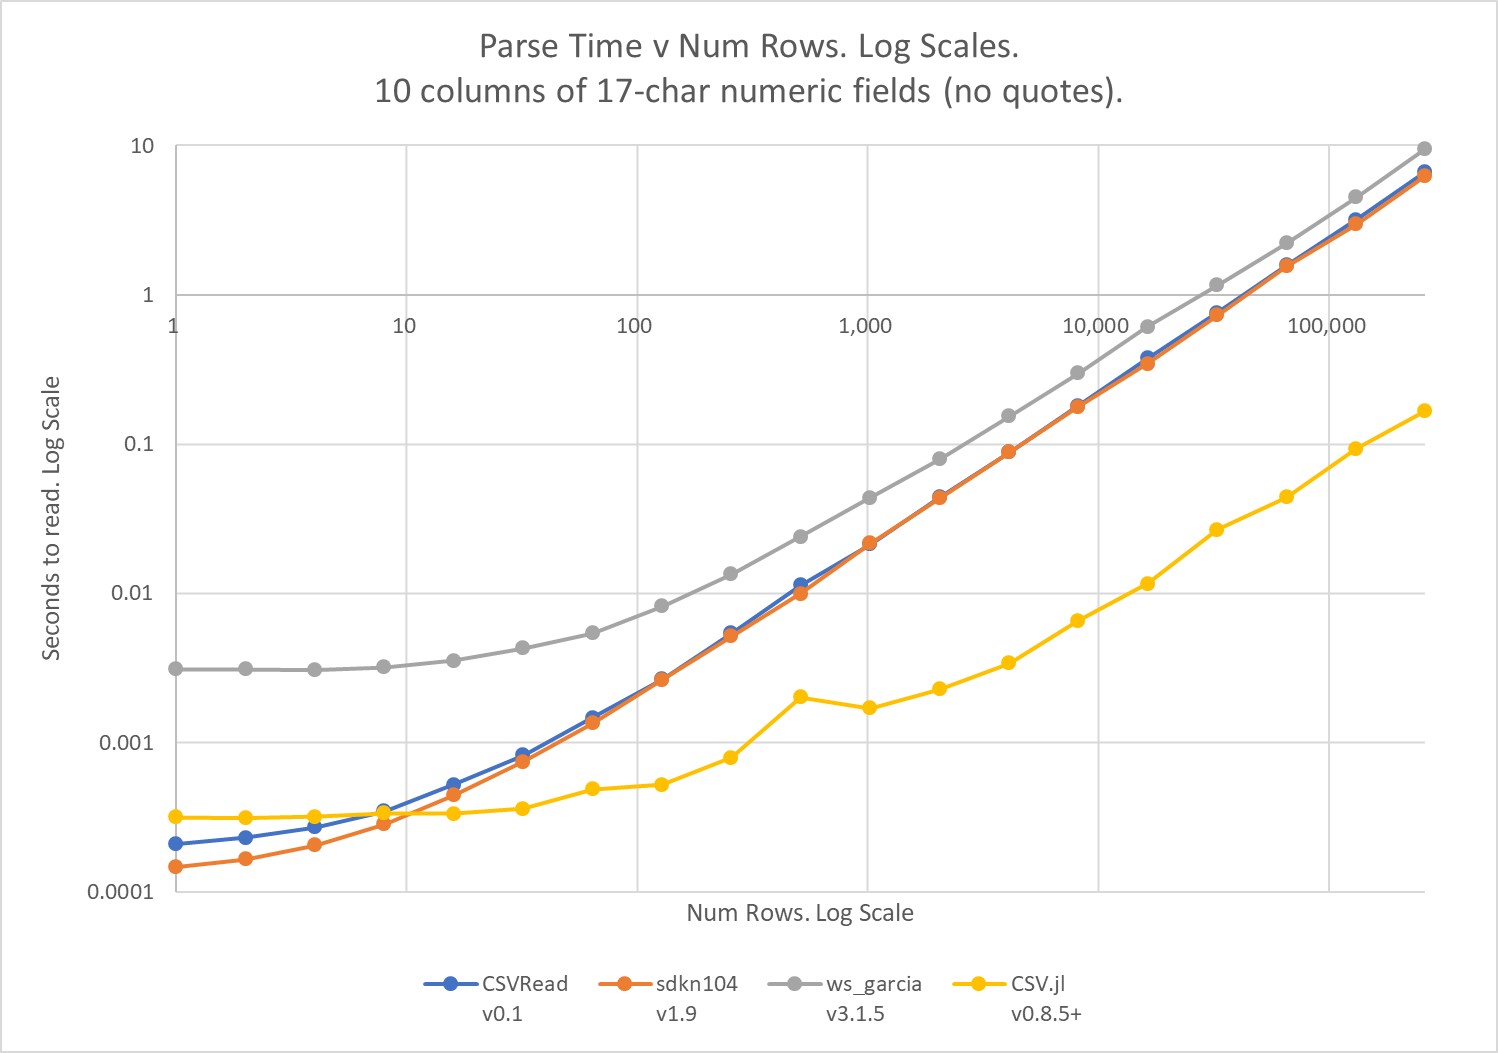 Parse Time v Num Rows. Log Scales.
10 columns of 17-char numeric fields (no quotes).
Seconds to read. Log Scale
10
1
0.1
0.01
0.001
0.0001
1
10
100
1,000
10,000
100,000
Num Rows. Log Scale
CSVRead
v0.1
sdkn104
v1.9
ws_garcia
v3.1.5
CSV.jl
v0.8.5+